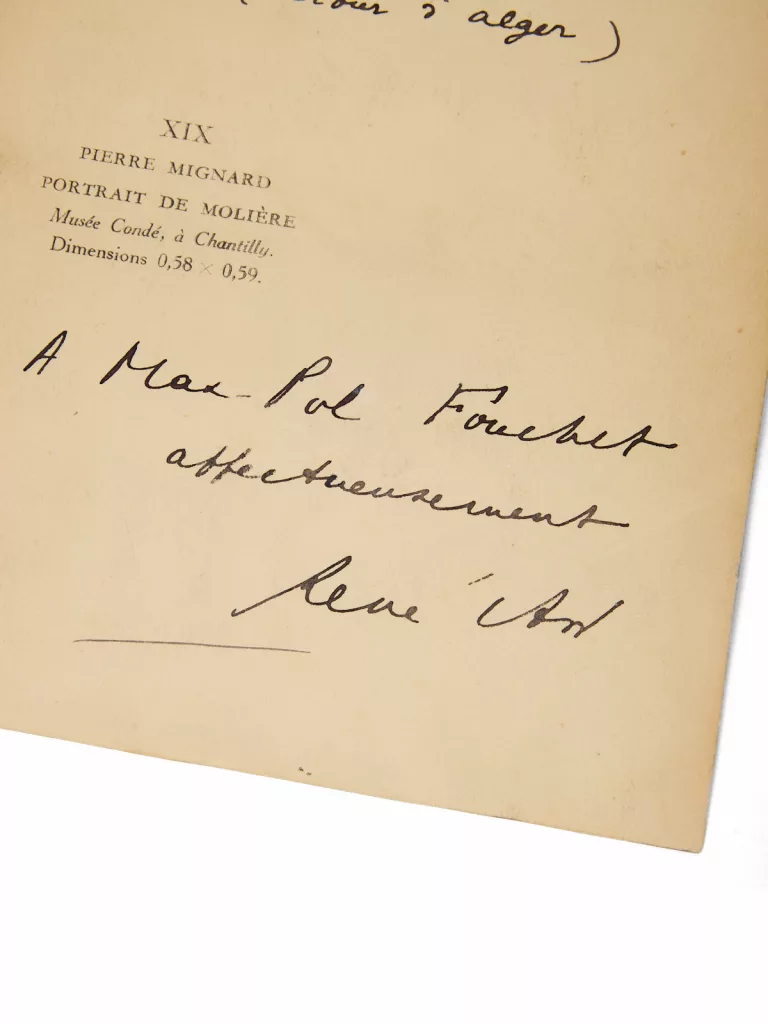 (retour d'alger)
XIX
PIERRE MIGNARD
PORTRAIT DE MOLIÈRE
Musée Condé, à Chantilly.
Dimensions 0,58 × 0,59.
A Max-Pol Fouchet
affectueusement
René Char